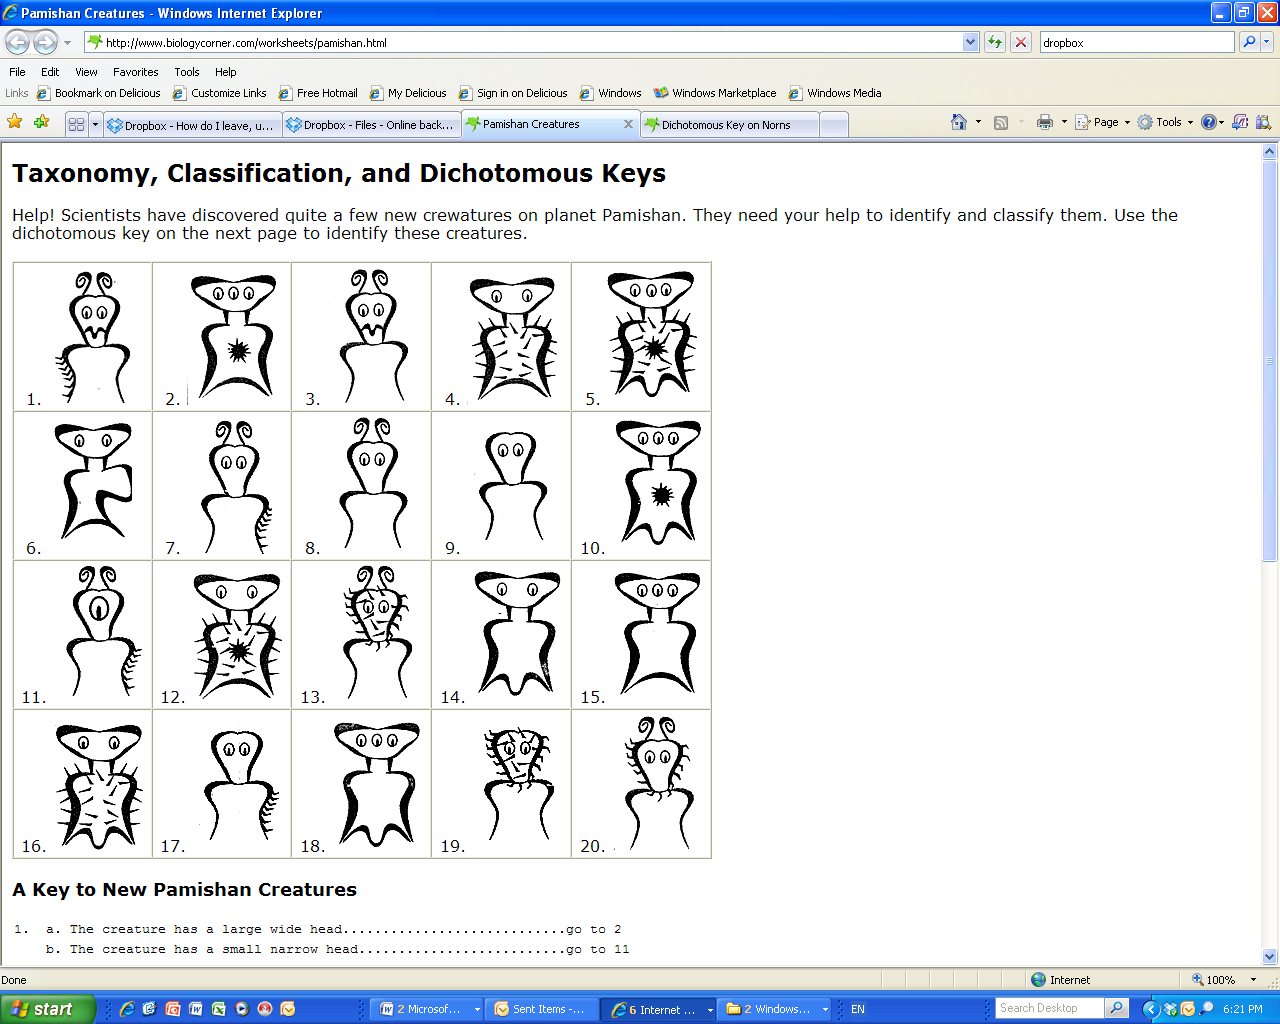 Pamishan Creatures - Windows Internet Explorer
http://www.biologycorner.com/worksheets/pamishan.html
dropbox
File Edit View Favorites Tools Help
Links Bookmark on Delicious Customize Links Free Hotmail My Delicious Sign in on Delicious Windows Windows Marketplace Windows Media
Dropbox - How do I leave, u... Dropbox - Files - Online back... Pamishan Creatures Dichotomous Key on Norns Page Tools
Taxonomy, Classification, and Dichotomous Keys
Help! Scientists have discovered quite a few new crewatures on planet Pamishan. They need your help to identify and classify them. Use the
dichotomous key on the next page to identify these creatures.
1. 2. 3. 4. 5.
6. 7. 8. 9. 10.
11. 12. 13. 14. 15.
16. 17. 18. 19. 20.
A Key to New Pamishan Creatures
1. a. The creature has a large wide head............................go to 2
b. The creature has a small narrow head..........................go to 11
Done Internet 100%
start 2 Microsof... Sent Items -... 6 Internet ... 2 Windows... EN Search Desktop 6:21 PM